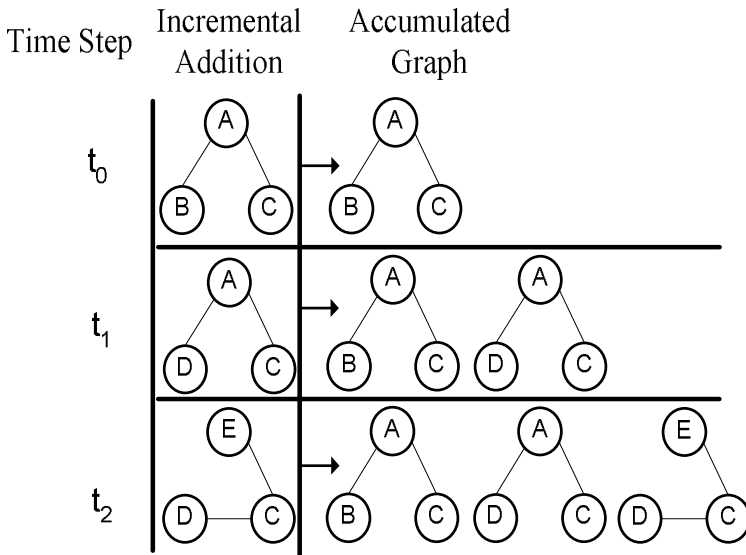 Time Step
Incremental
Addition
Accumulated
Graph
t0
A
B C
A
B C
t1
A
D C
A
B C
A
D C
t2
E
D C
A
B C
A
D C
E
D C